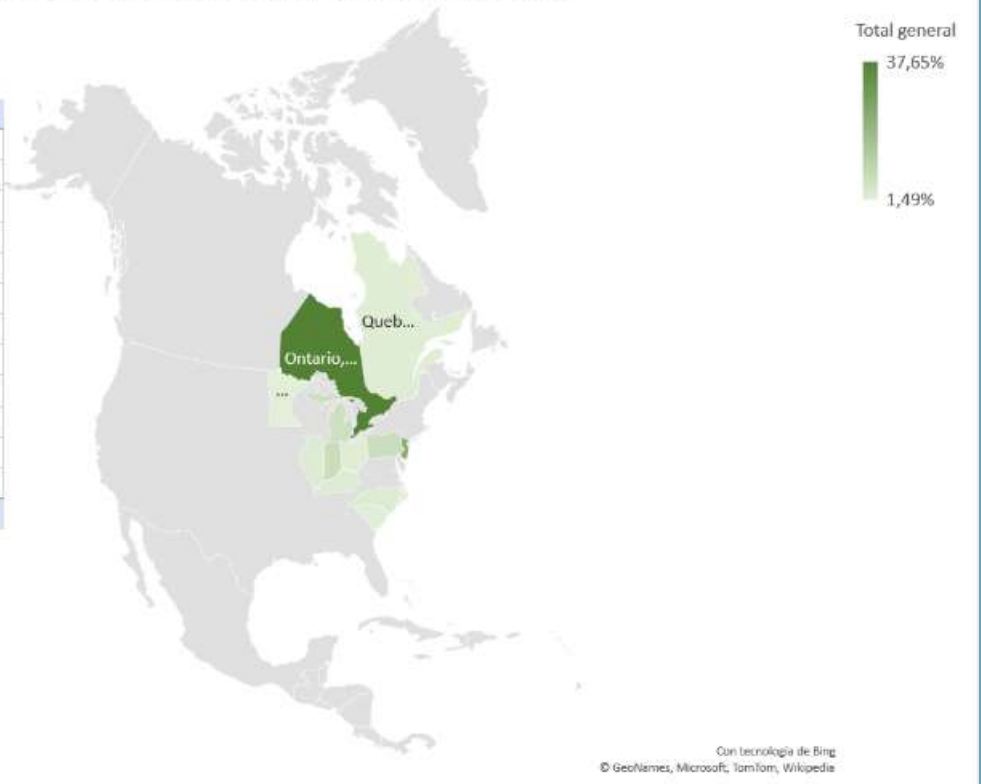 Total general
37,65%
1,49%
Queb...
Ontario,...
...
Con tecnología de Bing
© GeoNames, Microsoft, TomTom, Wikipedia